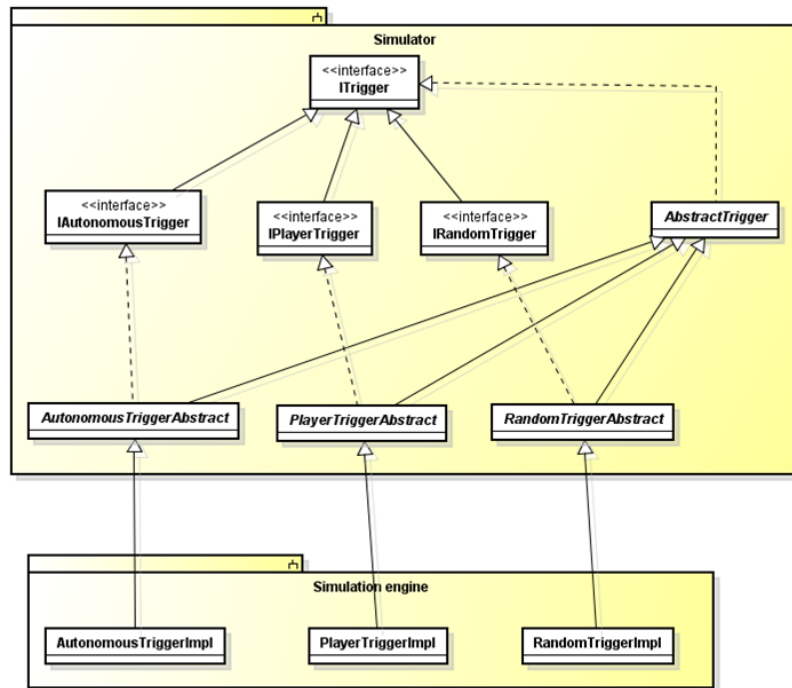 Simulator
<<interface>>
ITrigger
<<interface>>
IAutonomousTrigger
<<interface>>
IPlayerTrigger
<<interface>>
IRandomTrigger
AbstractTrigger
AutonomousTriggerAbstract
PlayerTriggerAbstract
RandomTriggerAbstract
Simulation engine
AutonomousTriggerImpl
PlayerTriggerImpl
RandomTriggerImpl